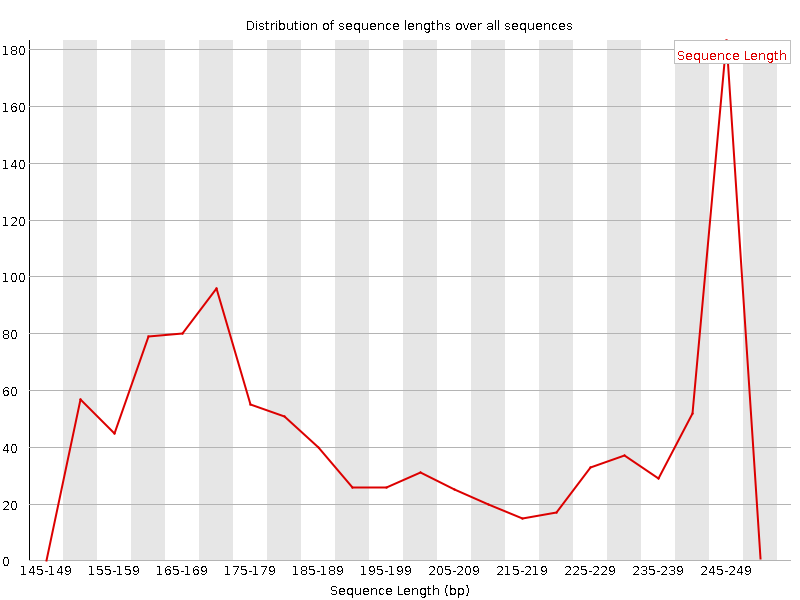 Distribution of sequence lengths over all sequences
Sequence Length
180
160
140
120
100
80
60
40
20
0
145-149 155-159 165-169 175-179 185-189 195-199 205-209 215-219 225-229 235-239 245-249
Sequence Length (bp)